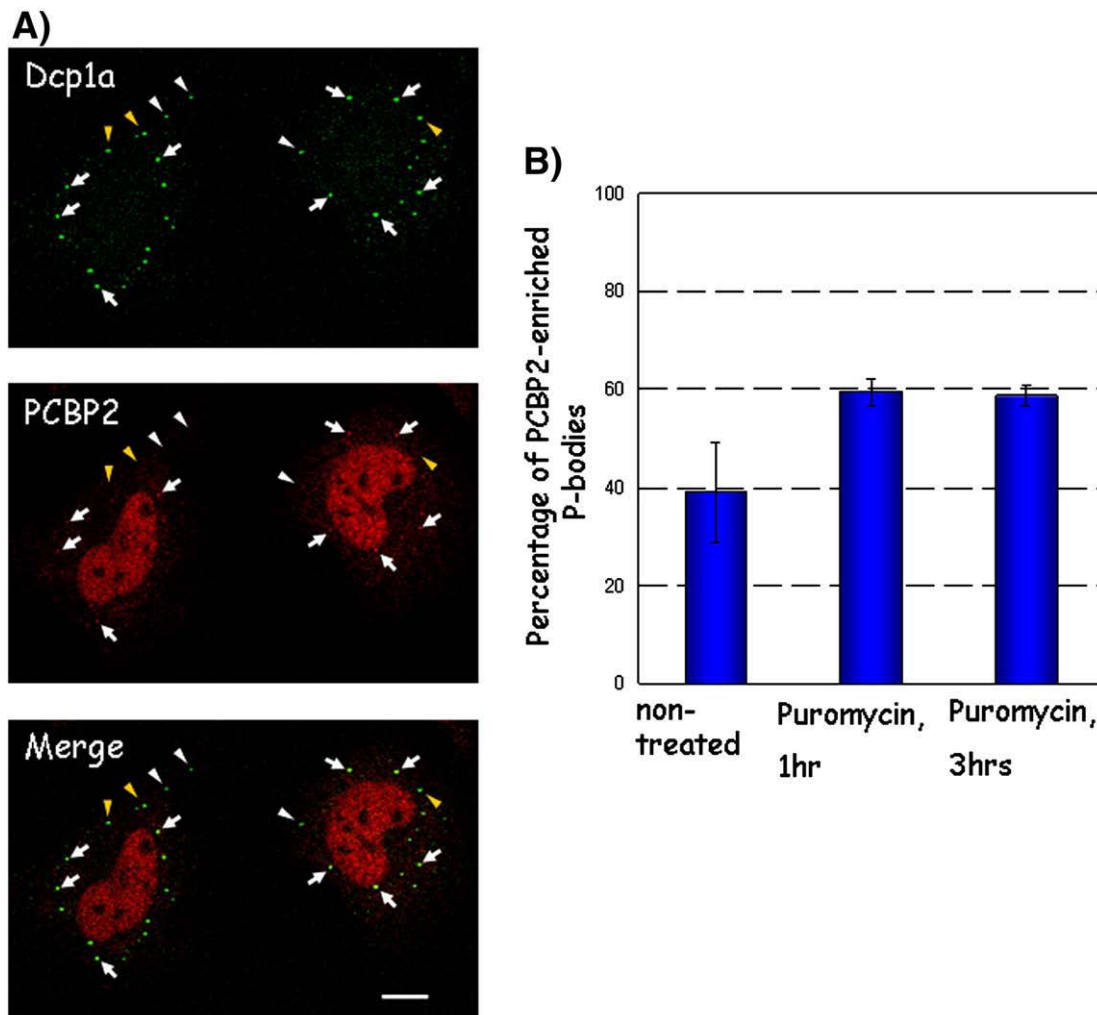 A)
Dcp1a
PCBP2
Merge
B)
Percentage of PCBP2-enriched
P-bodies
100
80
60
40
20
0
non-
treated
Puromycin,
1hr
Puromycin,
3hrs